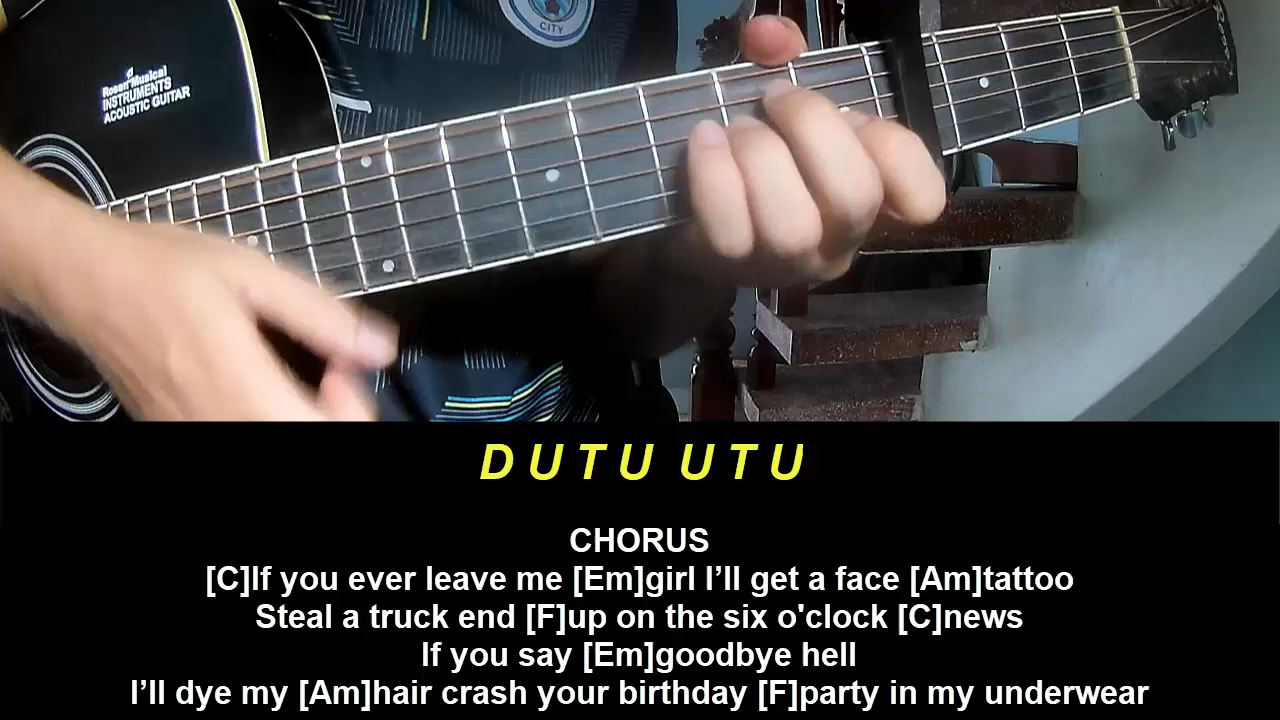 CITY
Rosen Musical
INSTRUMENTS
ACOUSTIC GUITAR
D U T U U T U
CHORUS
[C]If you ever leave me [Em]girl I’ll get a face [Am]tattoo
Steal a truck end [F]up on the six o'clock [C]news
If you say [Em]goodbye hell
I’ll dye my [Am]hair crash your birthday [F]party in my underwear